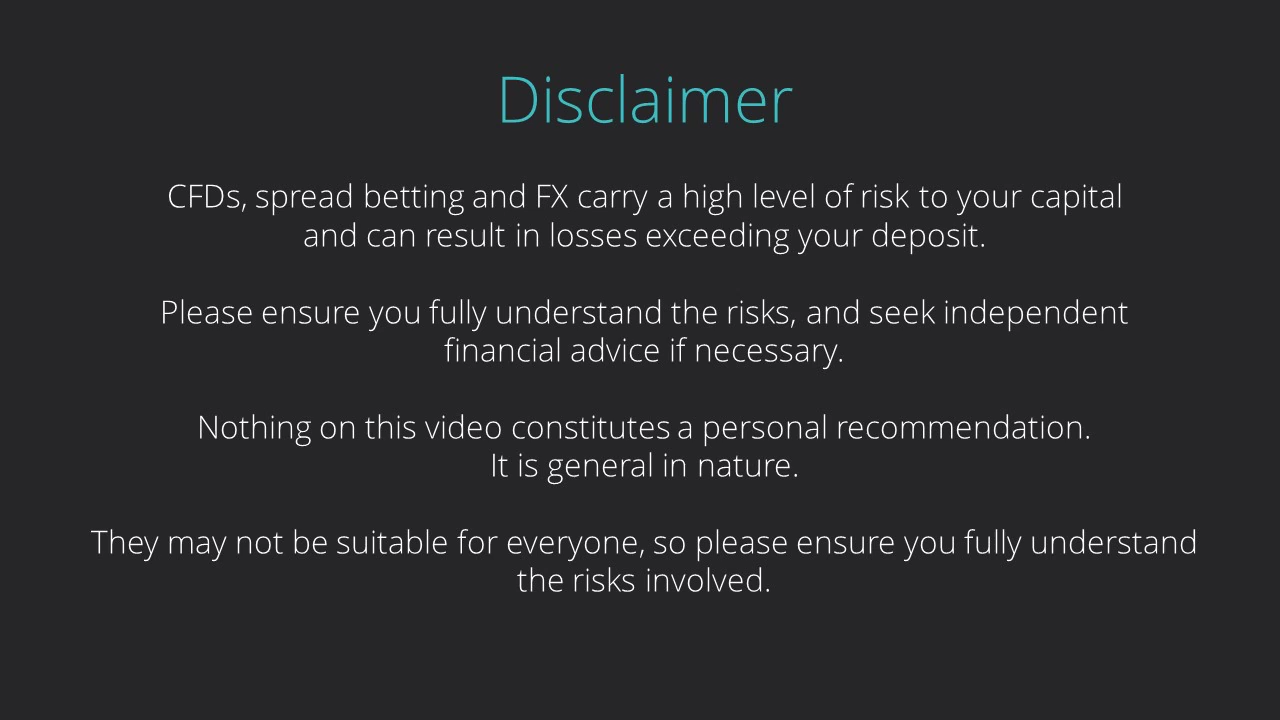 Disclaimer
CFDs, spread betting and FX carry a high level of risk to your capital
and can result in losses exceeding your deposit.
Please ensure you fully understand the risks, and seek independent
financial advice if necessary.
Nothing on this video constitutes a personal recommendation.
It is general in nature.
They may not be suitable for everyone, so please ensure you fully understand
the risks involved.